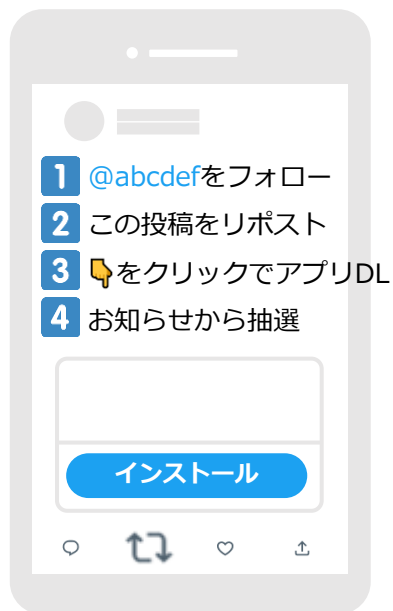 1 @abcdefをフォロー
2 この投稿をリポスト
3 👇をクリックでアプリDL
4 お知らせから抽選
インストール